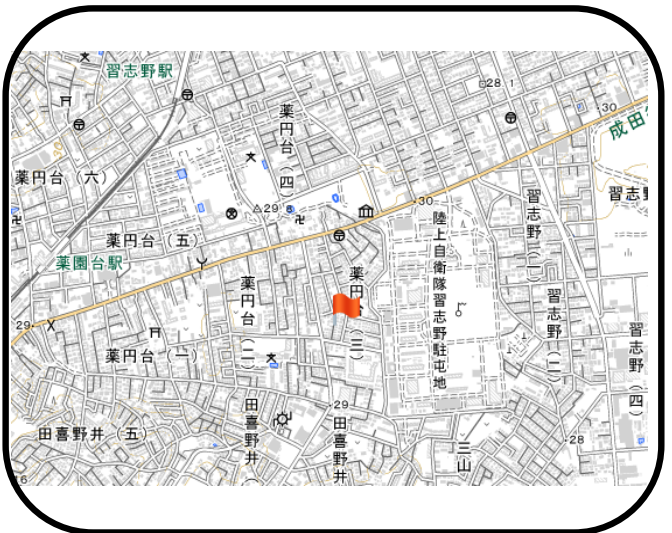 習志野駅
28.1
30
成田
薬円台（四）
薬円台（六）
29
30
習志
習志野（一）
薬円台（五）
薬園台駅
陸上自衛隊習志野駐屯地
薬円台（二）
薬円台（三）
習志野（二）
29
習志野（四）
薬円台（一）
29
田喜野井（五）
田喜野井（
田喜野井
三山
28
6